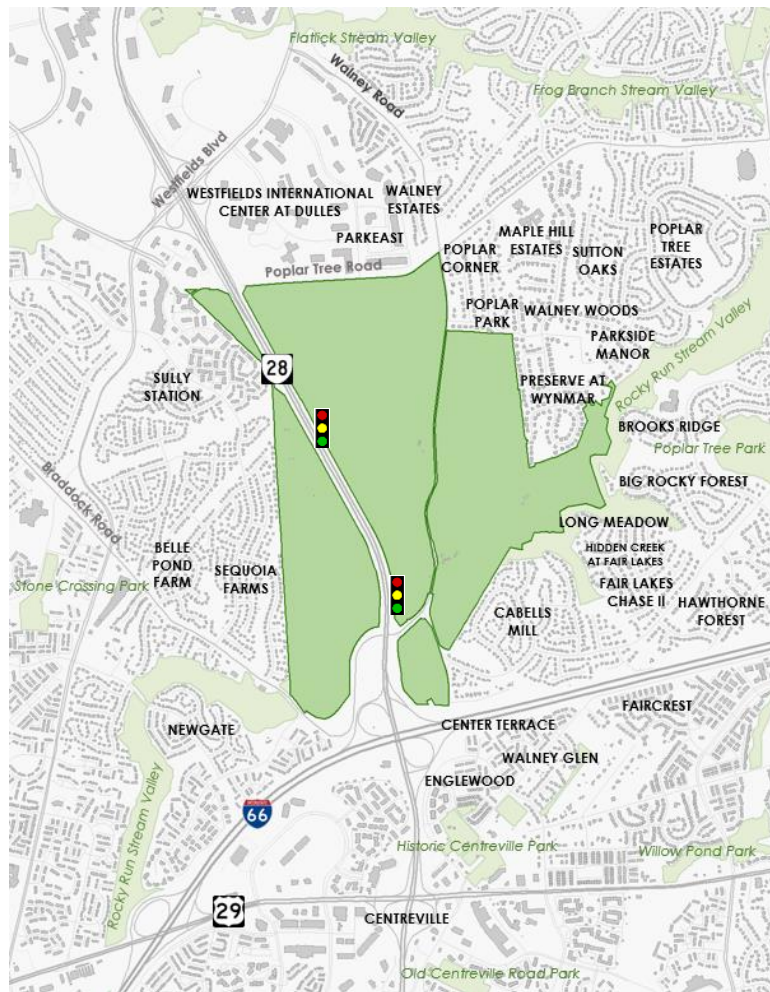 Flatlick Stream Valley
Walney Road
Frog Branch Stream Valley
Westfields Blvd
WESTFIELDS INTERNATIONAL
CENTER AT DULLES
WALNEY
ESTATES
PARKEAST
Poplar Tree Road
POPLAR
CORNER
MAPLE HILL
ESTATES
SUTTON
OAKS
POPLAR
TREE
ESTATES
POPLAR
PARK
WALNEY WOODS
PARKSIDE
MANOR
Rocky Run Stream Valley
28
SULLY
STATION
PRESERVE AT
WYNMAR
BROOKS RIDGE
Poplar Tree Park
Braddock Road
BIG ROCKY FOREST
LONG MEADOW
HIDDEN CREEK
AT FAIR LAKES
BELLE
POND
FARM
SEQUOIA
FARMS
Stone Crossing Park
FAIR LAKES
CHASE II
HAWTHORNE
FOREST
CABELLS
MILL
FAIRCREST
NEWGATE
CENTER TERRACE
WALNEY GLEN
ENGLEWOOD
66
Rocky Run Stream Valley
Historic Centreville Park
Willow Pond Park
29
CENTREVILLE
Old Centreville Road Park